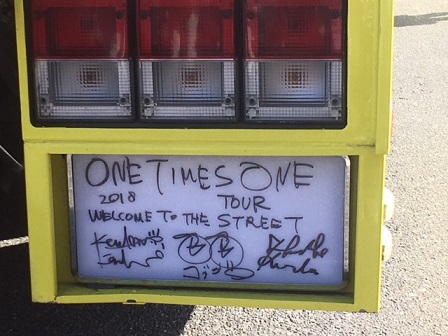 ONE TIMES ONE
2018 TOUR
WELCOME TO THE STREET